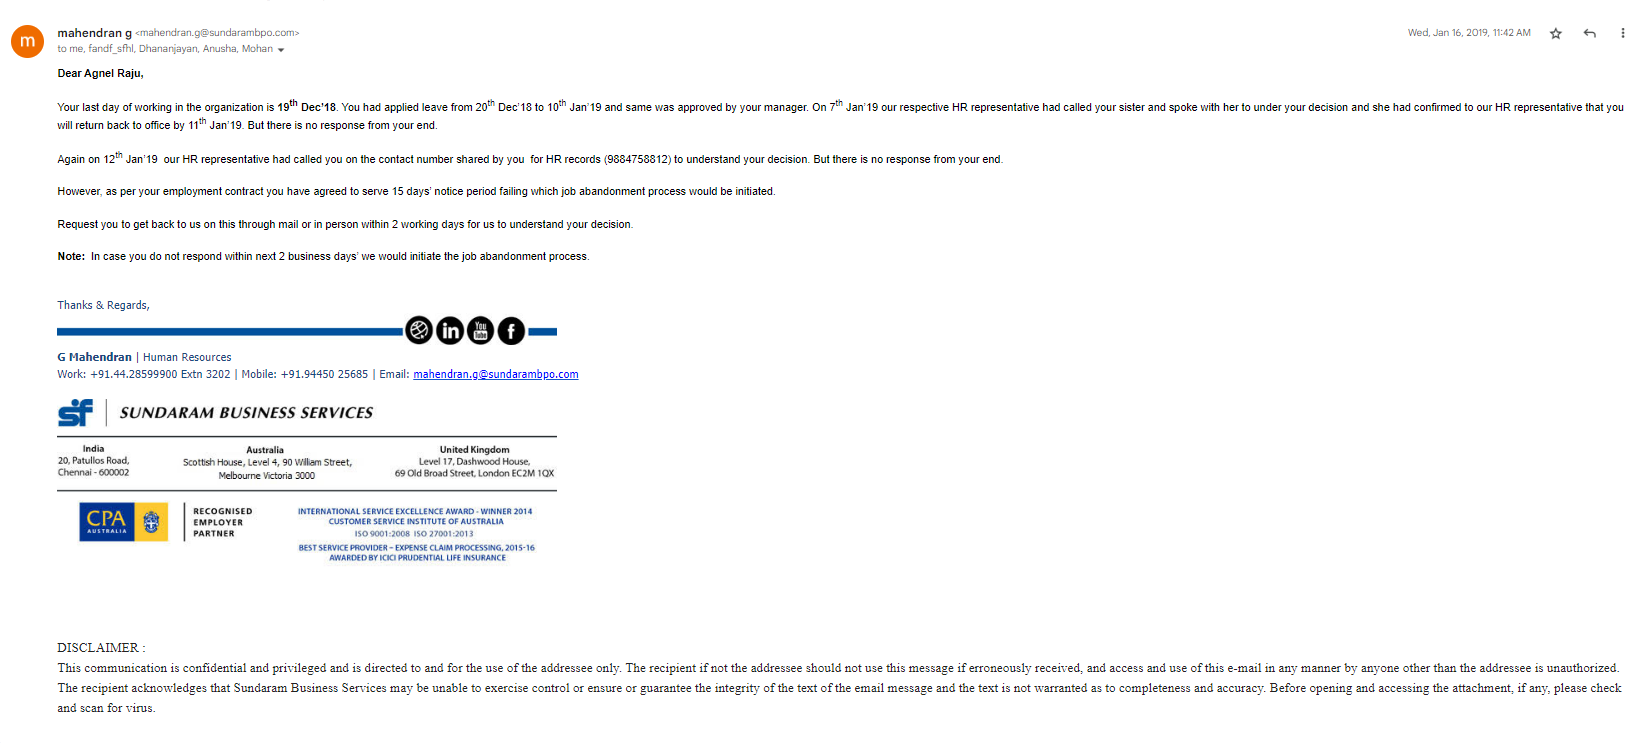 m
mahendran g <mahendran.g@sundarambpo.com>
Wed, Jan 16, 2019, 11:42 AM
to me, fandf_sfhl, Dhananjayan, Anusha, Mohan
Dear Agnel Raju,
Your last day of working in the organization is 19th Dec'18. You had applied leave from 20th Dec'18 to 10th Jan'19 and same was approved by your manager. On 7th Jan'19 our respective HR representative had called your sister and spoke with her to under your decision and she had confirmed to our HR representative that you
will return back to office by 11th Jan'19. But there is no response from your end.
Again on 12th Jan'19 our HR representative had called you on the contact number shared by you for HR records (9884758812) to understand your decision. But there is no response from your end.
However, as per your employment contract you have agreed to serve 15 days' notice period failing which job abandonment process would be initiated.
Request you to get back to us on this through mail or in person within 2 working days for us to understand your decision.
Note: In case you do not respond within next 2 business days' we would initiate the job abandonment process.
Thanks & Regards,
in You Tube f
G Mahendran | Human Resources
Work: +91.44.28599900 Extn 3202 | Mobile: +91.94450 25685 | Email: mahendran.g@sundarambpo.com
sf | SUNDARAM BUSINESS SERVICES
India Australia United Kingdom
20, Patullos Road, Scottish House, Level 4, 90 William Street, Level 17, Dashwood House,
Chennai - 600002 Melbourne Victoria 3000 69 Old Broad Street, London EC2M 1QX
CPA AUSTRALIA
RECOGNISED
EMPLOYER
PARTNER
INTERNATIONAL SERVICE EXCELLENCE AWARD - WINNER 2014
CUSTOMER SERVICE INSTITUTE OF AUSTRALIA
ISO 9001:2008 ISO 27001:2013
BEST SERVICE PROVIDER – EXPENSE CLAIM PROCESSING, 2015-16
AWARDED BY ICICI PRUDENTIAL LIFE INSURANCE
DISCLAIMER :
This communication is confidential and privileged and is directed to and for the use of the addressee only. The recipient if not the addressee should not use this message if erroneously received, and access and use of this e-mail in any manner by anyone other than the addressee is unauthorized.
The recipient acknowledges that Sundaram Business Services may be unable to exercise control or ensure or guarantee the integrity of the text of the email message and the text is not warranted as to completeness and accuracy. Before opening and accessing the attachment, if any, please check
and scan for virus.